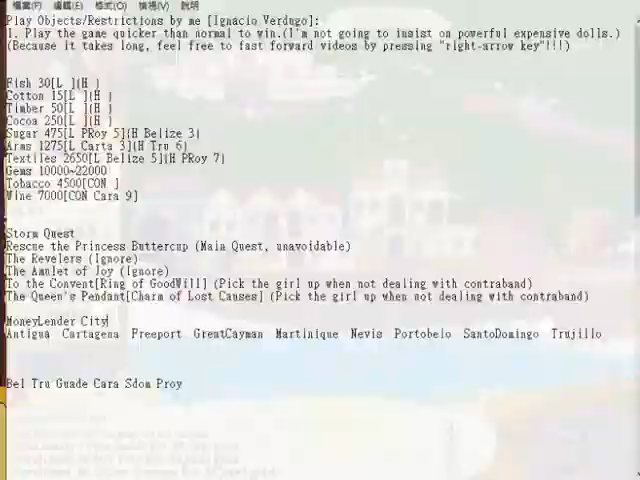 檔案(F) 編輯(E) 格式(O) 檢視(V) 說明
Play Objects/Restrictions by me [Ignacio Verdugo]:
1. Play the game quicker than normal to win.(I'm not going to insist on powerful expensive dolls.)
(Because it takes long, feel free to fast forward videos by pressing "right-arrow key"!!!)
Fish 30[L ](H )
Cotton 15[L ](H )
Timber 50[L ](H )
Cocoa 250[L ](H )
Sugar 475[L PRoy 5](H Belize 3)
Arms 1275[L Carta 3](H Tru 6)
Textiles 2650[L Belize 5](H PRoy 7)
Gems 10000~22000
Tobacco 4500[CON ]
Wine 7000[CON Cara 9]
Storm Quest
Rescue the Princess Buttercup (Main Quest, unavoidable)
The Revelers (Ignore)
The Amulet of Joy (Ignore)
To the Convent[Ring of GoodWill] (Pick the girl up when not dealing with contraband)
The Queen's Pendant[Charm of Lost Causes] (Pick the girl up when not dealing with contraband)
MoneyLender City
Antigua Cartagena Freeport GreatCayman Martinique Nevis Portobelo SantoDomingo Trujillo
Bel Tru Guade Cara Sdom Proy